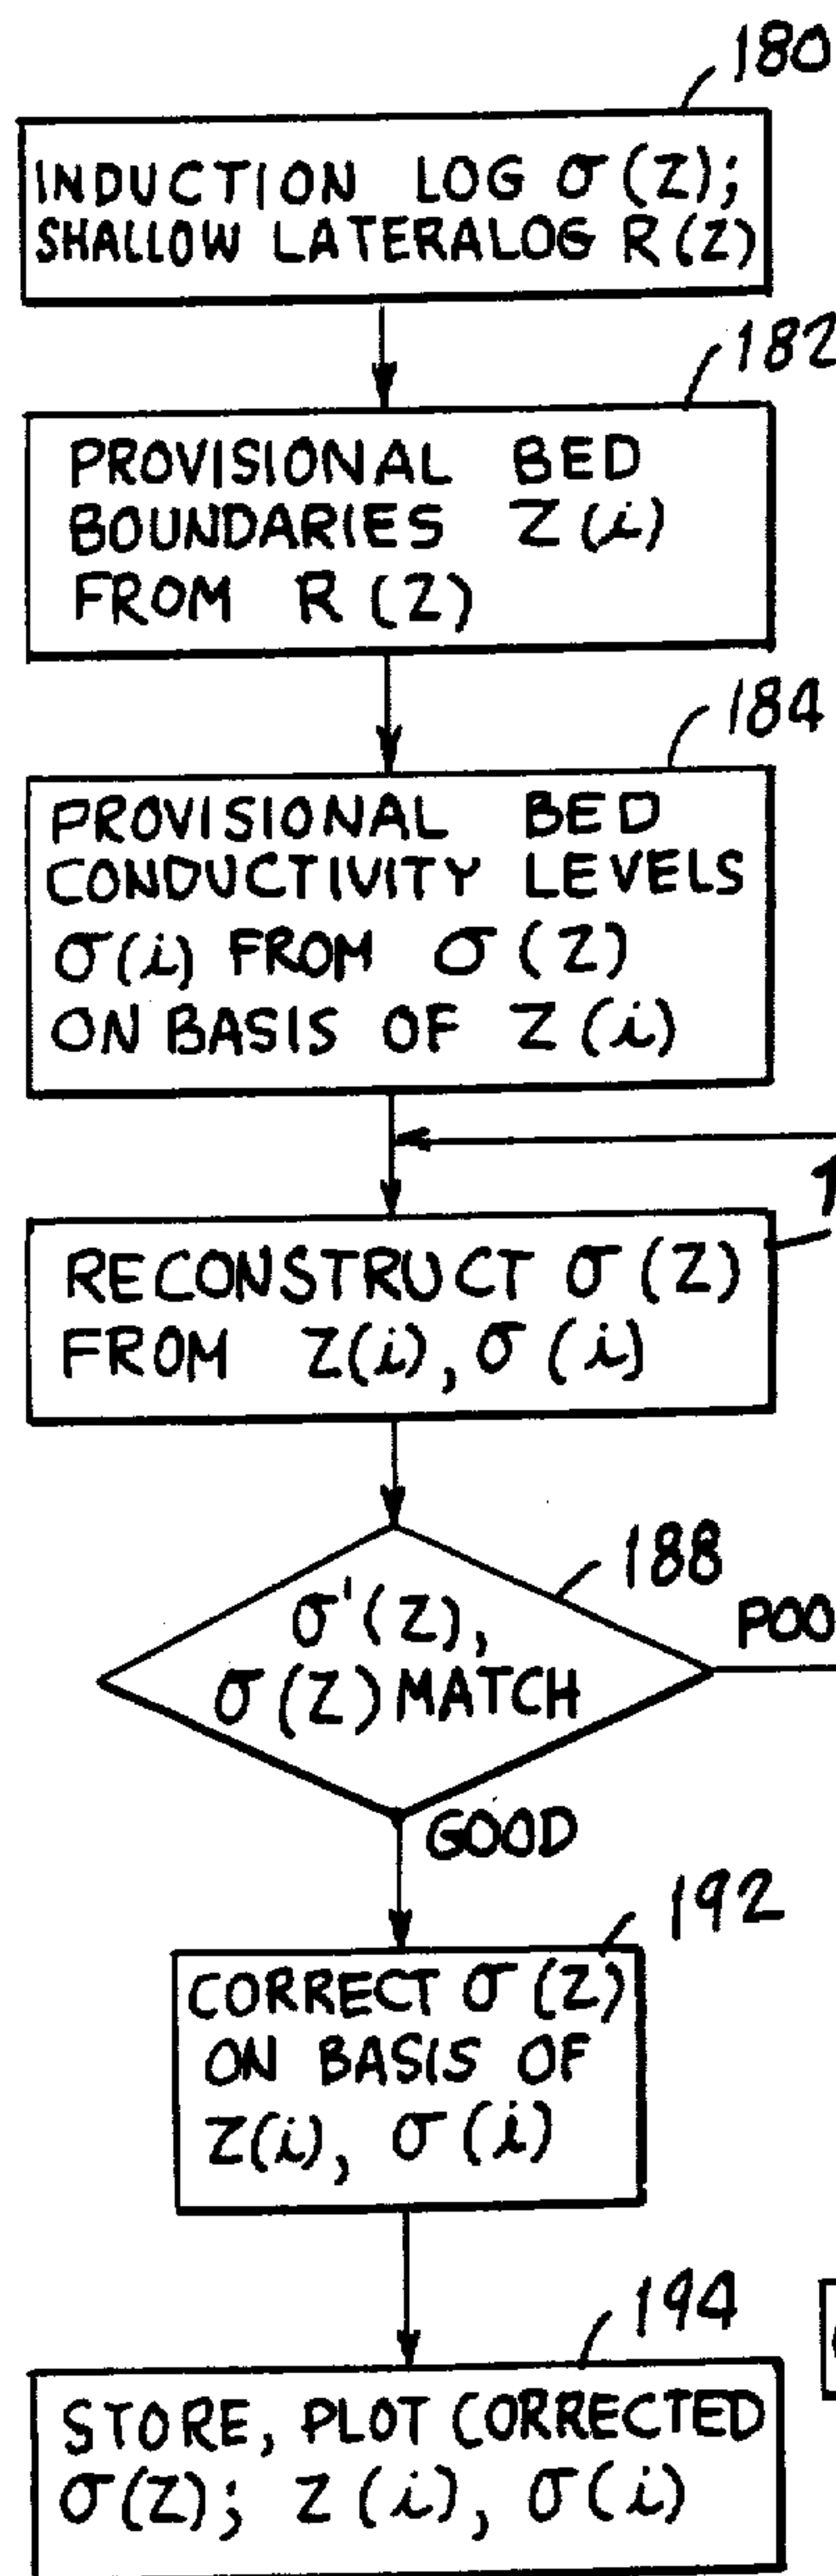 180
INDUCTION LOG σ(Z);
SHALLOW LATERALOG R(Z)
182
PROVISIONAL BED
BOUNDARIES Z(i)
FROM R(Z)
184
PROVISIONAL BED
CONDUCTIVITY LEVELS
σ(i) FROM σ(Z)
ON BASIS OF Z(i)
RECONSTRUCT σ(Z)
FROM Z(i), σ(i)
188
σ'(Z),
σ(Z) MATCH
POO
GOOD
192
CORRECT σ(Z)
ON BASIS OF
Z(i), σ(i)
194
STORE, PLOT CORRECTED
σ(Z); Z(i), σ(i)